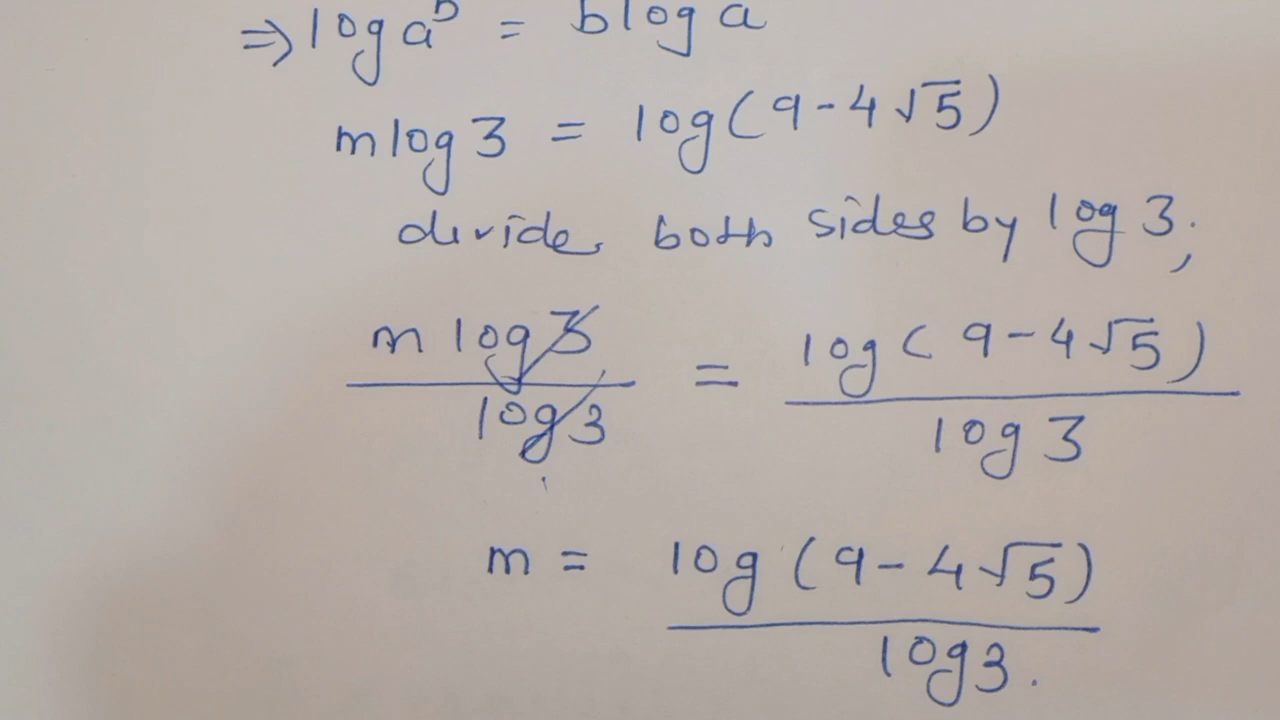 ⇒ log a^b = b log a
m log 3 = log(9-4√5)
divide both sides by log 3;
m log 3 / log 3 = log(9-4√5) / log 3
m = log(9-4√5) / log 3.